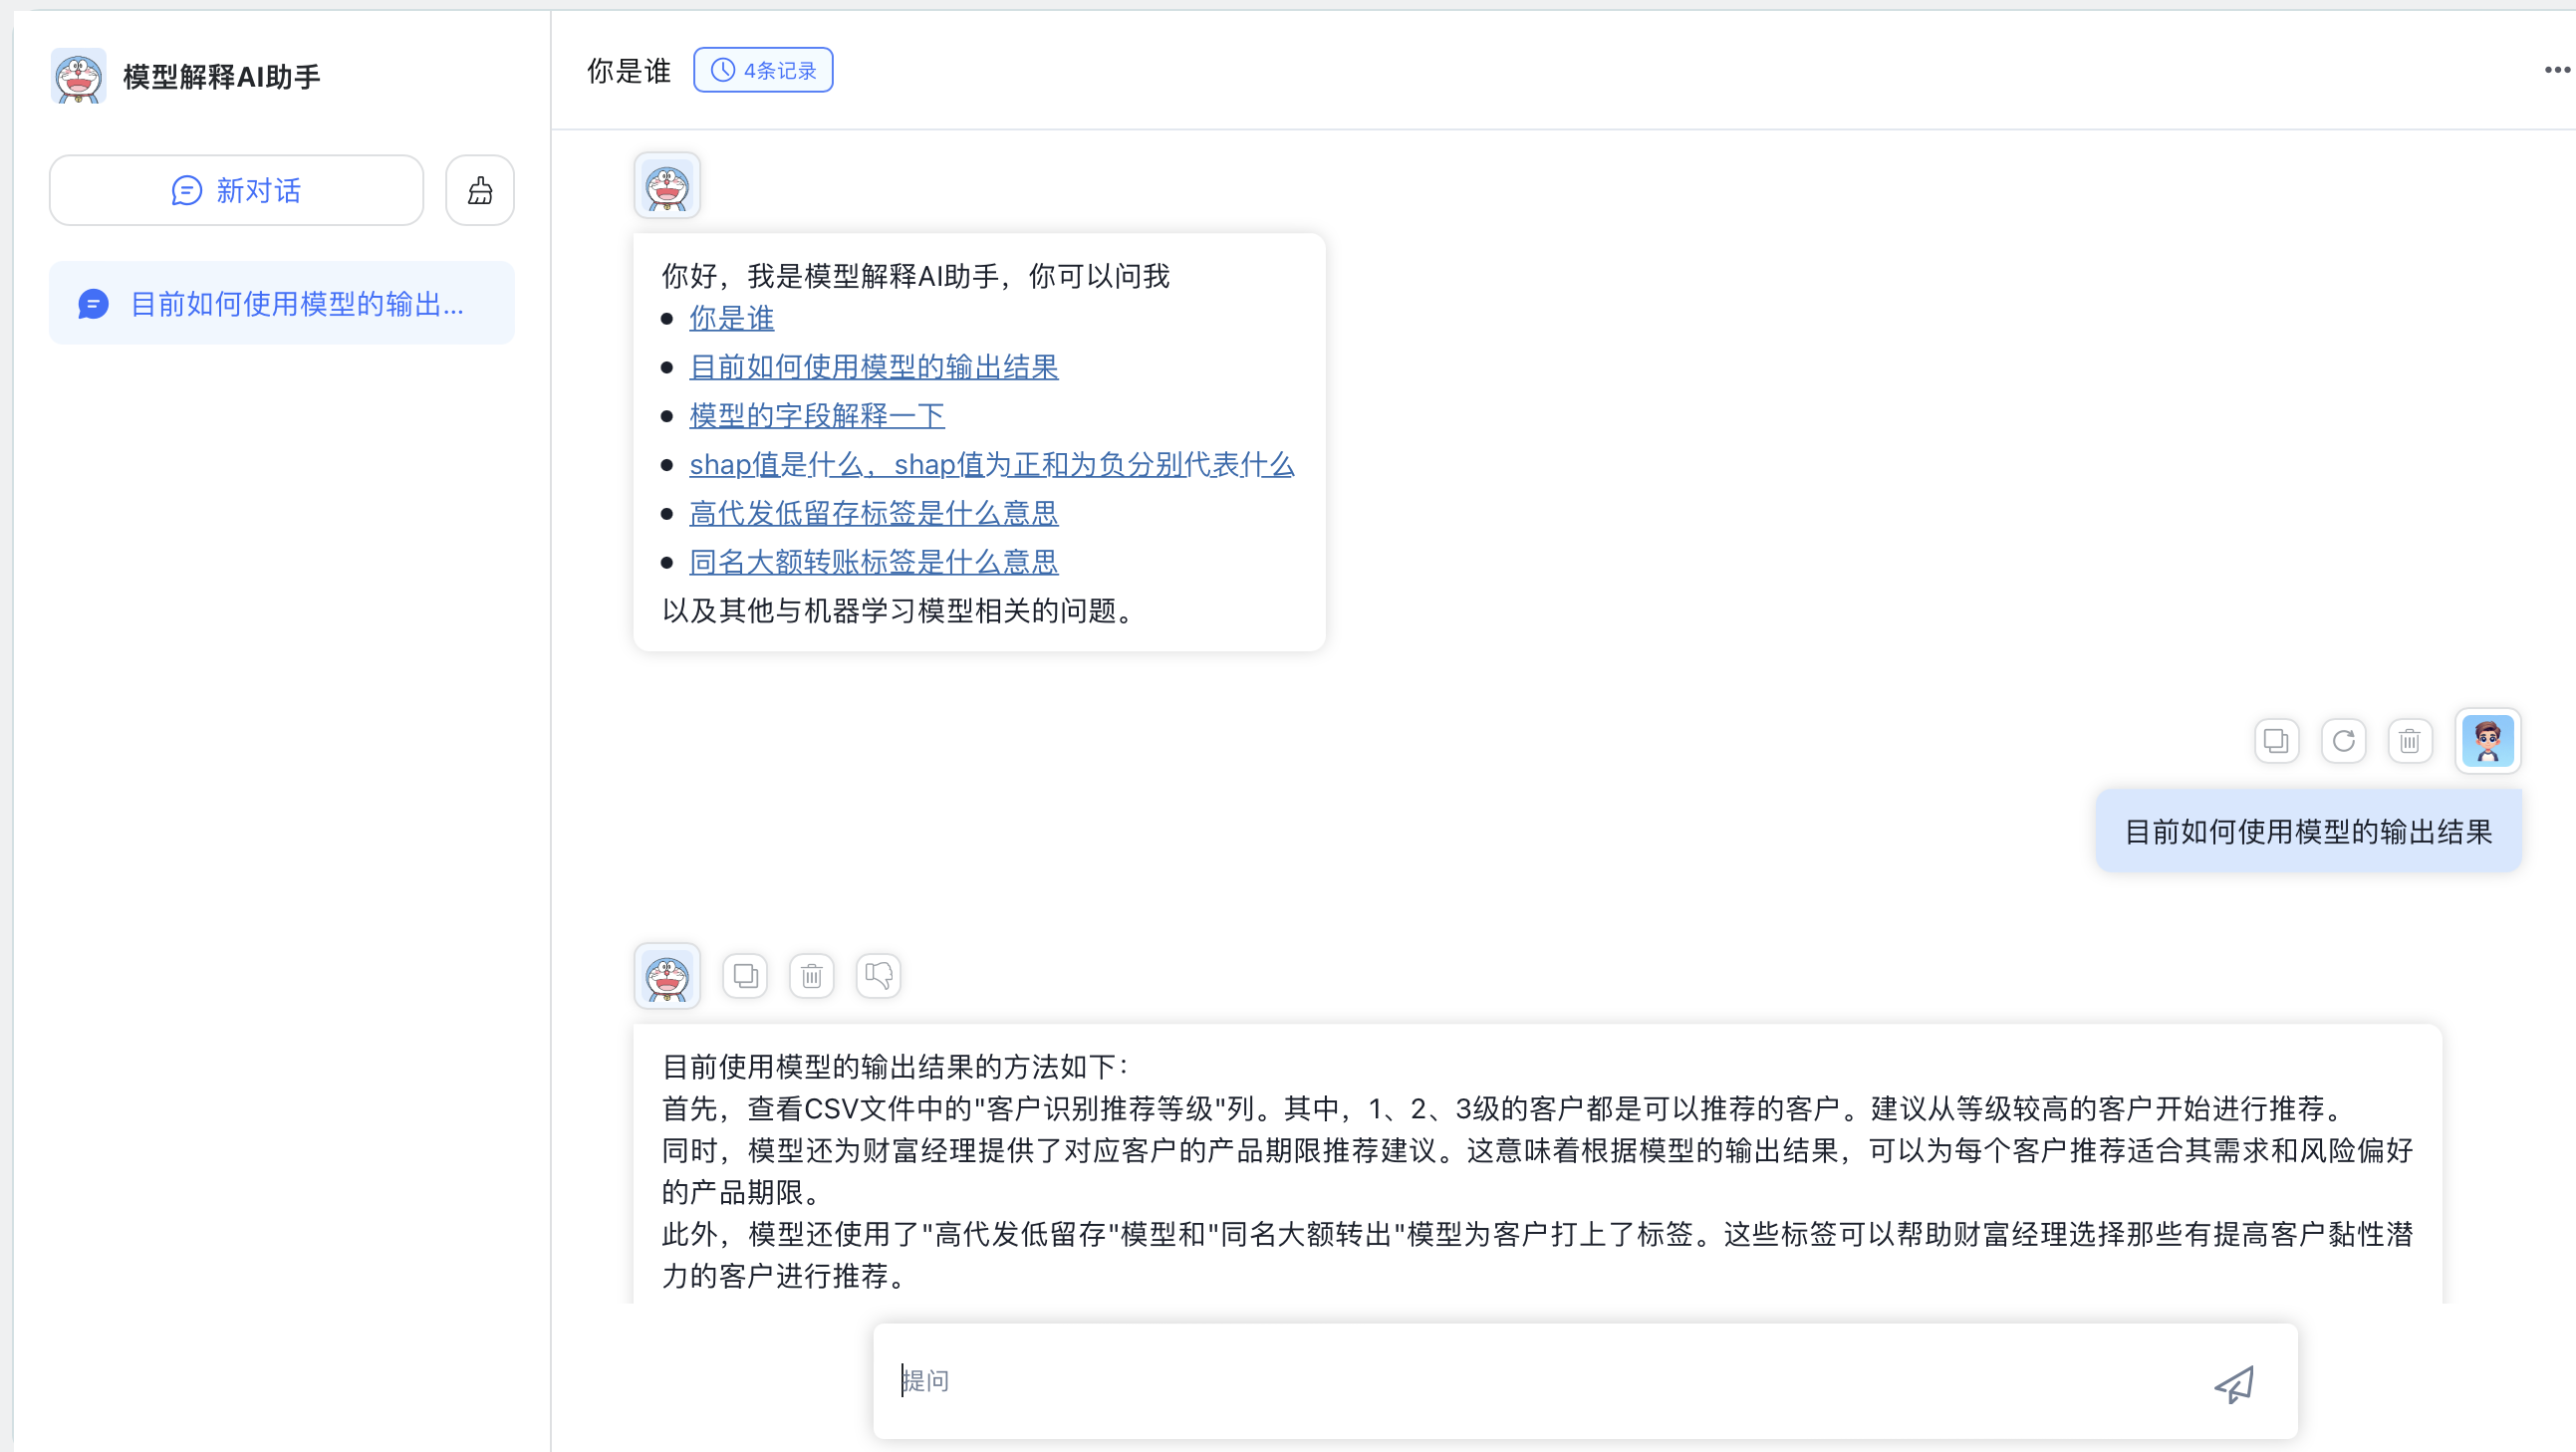 模型解释AI助手
新对话
目前如何使用模型的输出...
你是谁
4条记录
你好，我是模型解释AI助手，你可以问我
你是谁
目前如何使用模型的输出结果
模型的字段解释一下
shap值是什么，shap值为正和为负分别代表什么
高代发低留存标签是什么意思
同名大额转账标签是什么意思
以及其他与机器学习模型相关的问题。
目前如何使用模型的输出结果
目前使用模型的输出结果的方法如下：
首先，查看CSV文件中的"客户识别推荐等级"列。其中，1、2、3级的客户都是可以推荐的客户。建议从等级较高的客户开始进行推荐。
同时，模型还为财富经理提供了对应客户的产品期限推荐建议。这意味着根据模型的输出结果，可以为每个客户推荐适合其需求和风险偏好
的产品期限。
此外，模型还使用了"高代发低留存"模型和"同名大额转出"模型为客户打上了标签。这些标签可以帮助财富经理选择那些有提高客户黏性潜
力的客户进行推荐。
提问